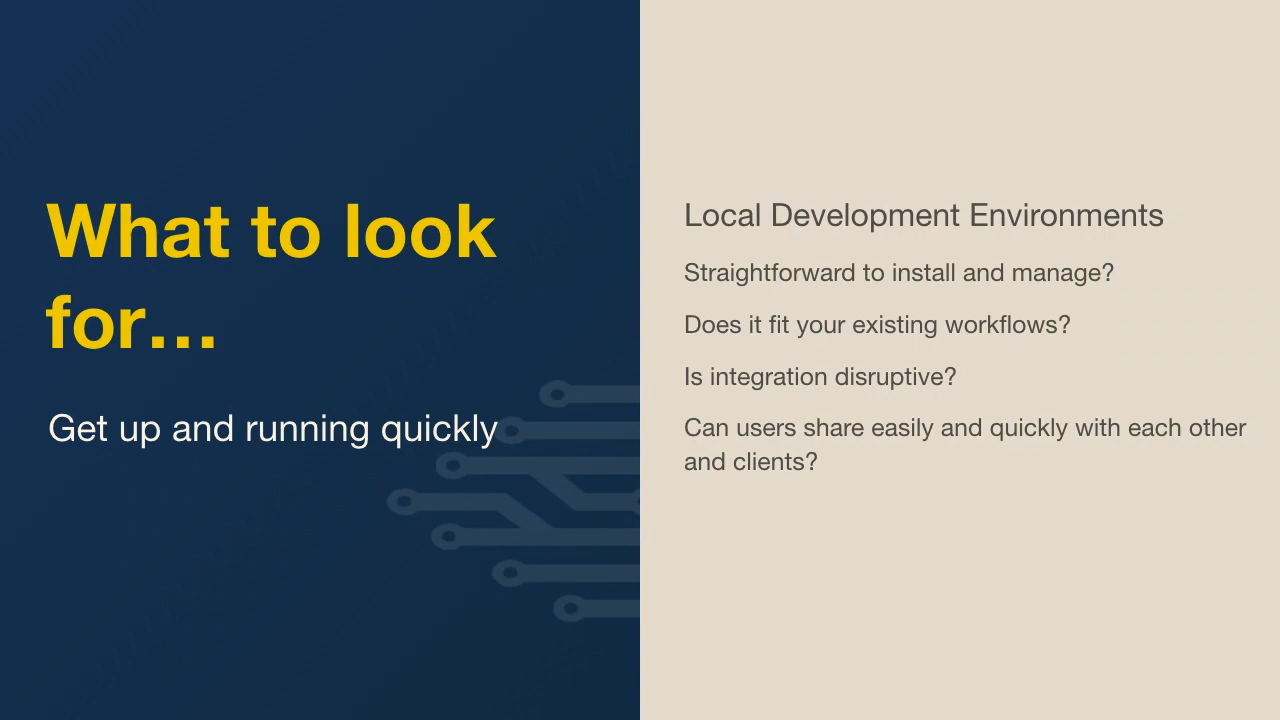 What to look
for...
Get up and running quickly
Local Development Environments
Straightforward to install and manage?
Does it fit your existing workflows?
Is integration disruptive?
Can users share easily and quickly with each other
and clients?